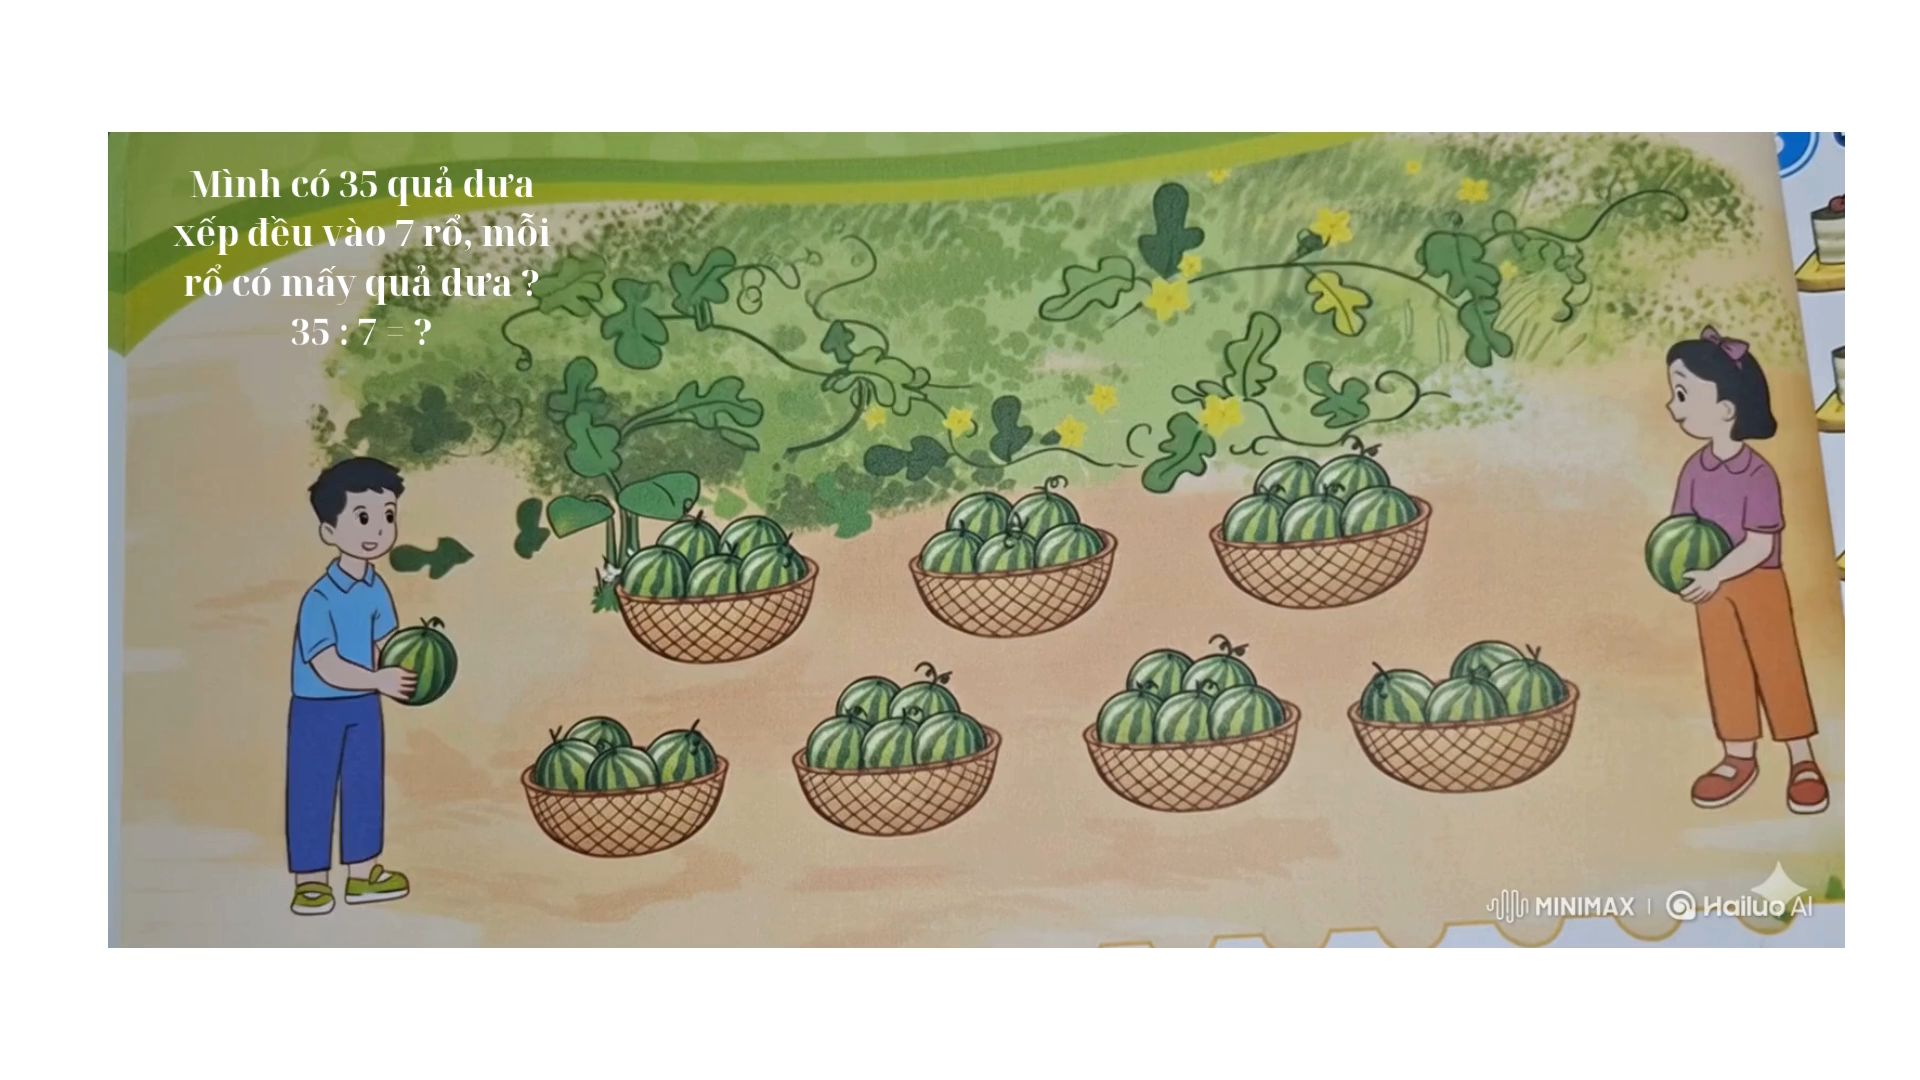 Mình có 35 quả dưa
xếp đều vào 7 rổ, mỗi
rổ có mấy quả dưa ?
35 : 7 = ?
MINIMAX | Hailuo AI